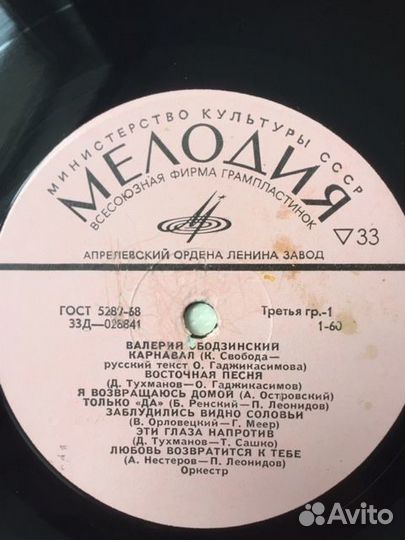 МИНИСТЕРСТВО КУЛЬТУРЫ СССР
МЕЛОДИЯ
ВСЕСОЮЗНАЯ ФИРМА ГРАМПЛАСТИНОК
▽33
АПРЕЛЕВСКИЙ ОРДЕНА ЛЕНИНА ЗАВОД
ГОСТ 5289-68 Третья гр.-1
33Д—028841 1-60
ВАЛЕРИЙ ОБОДЗИНСКИЙ
КАРНАВАЛ (К. Свобода—
русский текст О. Гаджикасимова)
ВОСТОЧНАЯ ПЕСНЯ
(Д. Тухманов—О. Гаджикасимов)
Я ВОЗВРАЩАЮСЬ ДОМОЙ (А. Островский)
ТОЛЬКО «ДА» (Б. Ренский—П. Леонидов)
ЗАБЛУДИЛИСЬ ВИДНО СОЛОВЬИ
(В. Орловецкий—Г. Меер)
ЭТИ ГЛАЗА НАПРОТИВ
(Д. Тухманов—Т. Сашко)
ЛЮБОВЬ ВОЗВРАТИТСЯ К ТЕБЕ
(А. Нестеров—П. Леонидов)
Оркестр
Avito